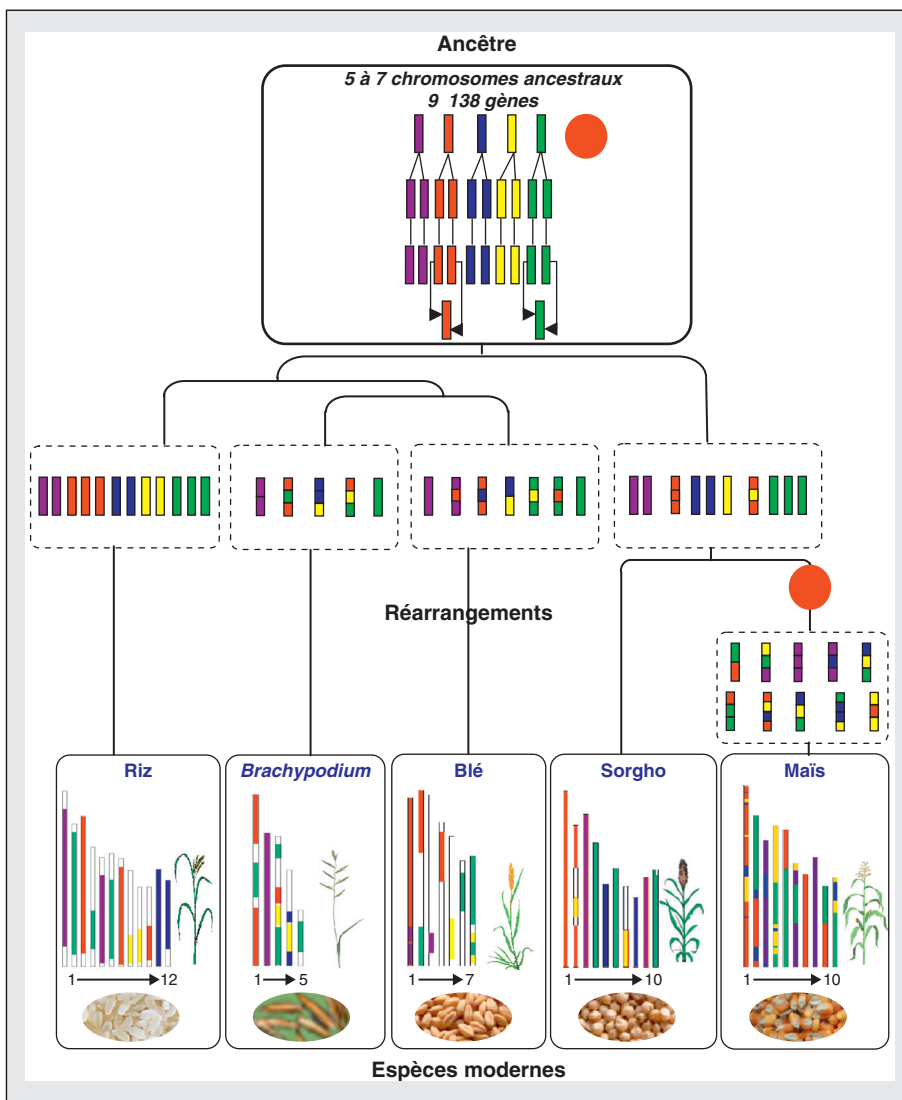 Ancêtre
5 à 7 chromosomes ancestraux
9 138 gènes
Réarrangements
Riz
Brachypodium
Blé
Sorgho
Maïs
1 12
1 5
1 7
1 10
1 10
Espèces modernes